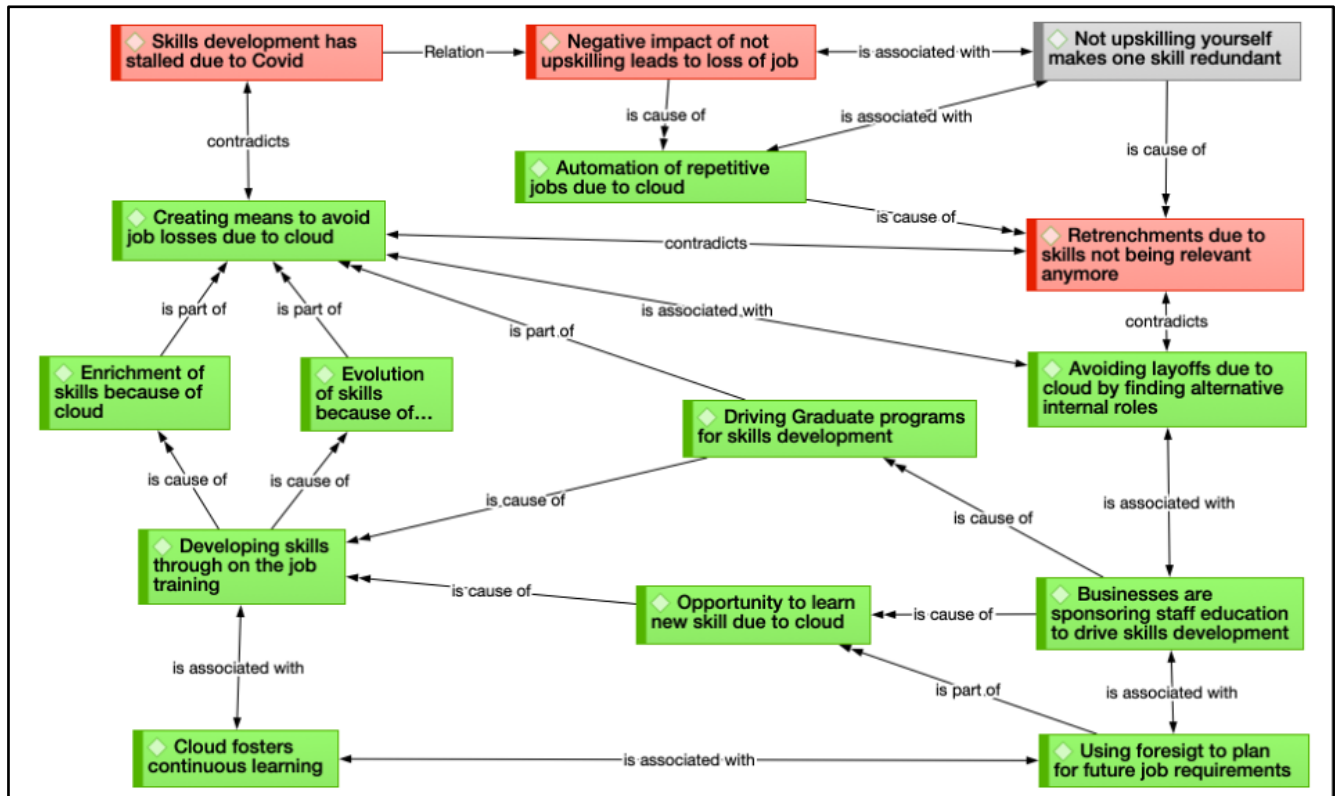 Skills development has
stalled due to Covid
Relation
Negative impact of not
upskilling leads to loss of job
is associated with
Not upskilling yourself
makes one skill redundant
is cause of
is associated with
contradicts
is cause of
Automation of repetitive
jobs due to cloud
is cause of
Creating means to avoid
job losses due to cloud
contradicts
Retrenchments due to
skills not being relevant
anymore
is part of
is part of
is associated with
is part of
contradicts
Enrichment of
skills because of
cloud
Evolution
of skills
because of...
Avoiding layoffs due to
cloud by finding alternative
internal roles
Driving Graduate programs
for skills development
is cause of
is cause of
is cause of
is associated with
is cause of
Developing skills
through on the job
training
is cause of
Opportunity to learn
new skill due to cloud
is cause of
Businesses are
sponsoring staff education
to drive skills development
is associated with
is part of
is associated with
Cloud fosters
continuous learning
is associated with
Using foresigt to plan
for future job requirements